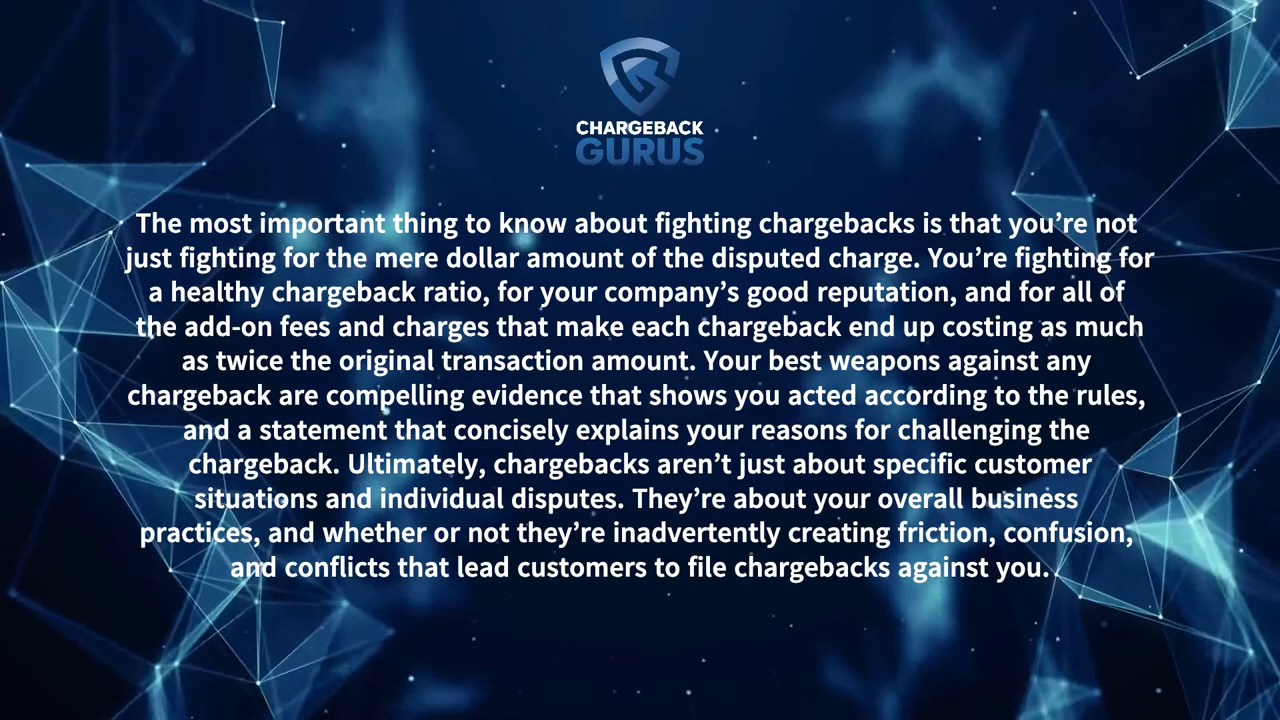 CHARGEBACK
GURUS
The most important thing to know about fighting chargebacks is that you’re not
just fighting for the mere dollar amount of the disputed charge. You’re fighting for
a healthy chargeback ratio, for your company’s good reputation, and for all of
the add-on fees and charges that make each chargeback end up costing as much
as twice the original transaction amount. Your best weapons against any
chargeback are compelling evidence that shows you acted according to the rules,
and a statement that concisely explains your reasons for challenging the
chargeback. Ultimately, chargebacks aren’t just about specific customer
situations and individual disputes. They’re about your overall business
practices, and whether or not they’re inadvertently creating friction, confusion,
and conflicts that lead customers to file chargebacks against you.